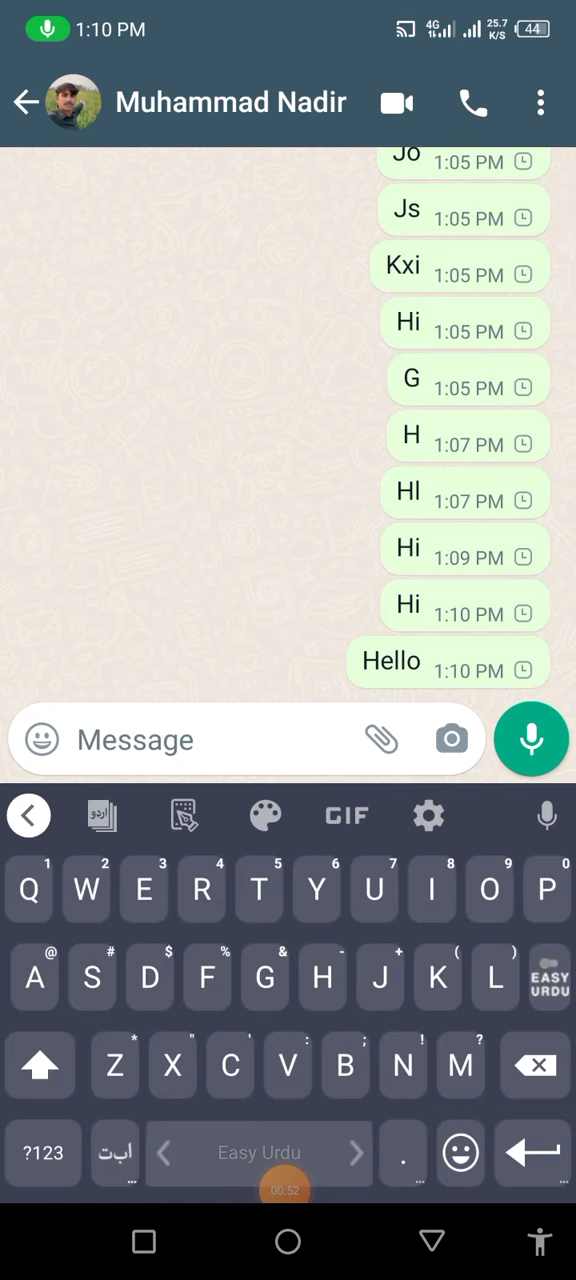 1:10 PM 4G 25.7 K/S 44
Muhammad Nadir
Jo 1:05 PM
Js 1:05 PM
Kxi 1:05 PM
Hi 1:05 PM
G 1:05 PM
H 1:07 PM
Hl 1:07 PM
Hi 1:09 PM
Hi 1:10 PM
Hello 1:10 PM
Message
اردو GIF
1 2 3 4 5 6 7 8 9 0
Q W E R T Y U I O P
@ # $ % & - + ( )
A S D F G H J K L EASY URDU
* " ' : ; ! ?
Z X C V B N M
?123 ا ب ت Easy Urdu .
00:52